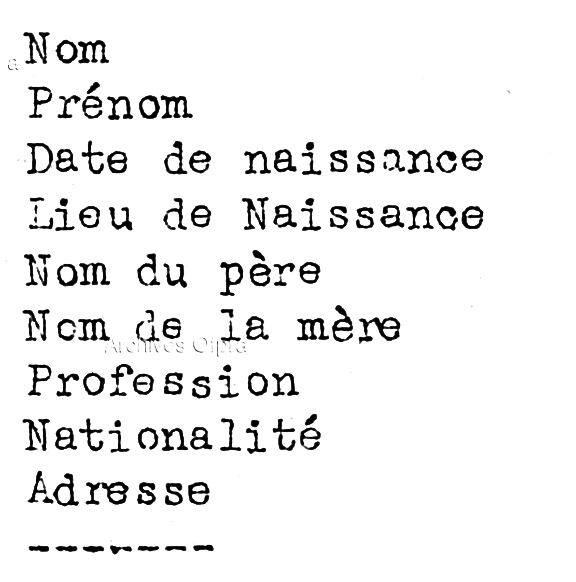 Nom
Prénom
Date de naissance
Lieu de Naissance
Nom du père
Nom de la mère
Archives Cipra
Profession
Nationalité
Adresse
--------